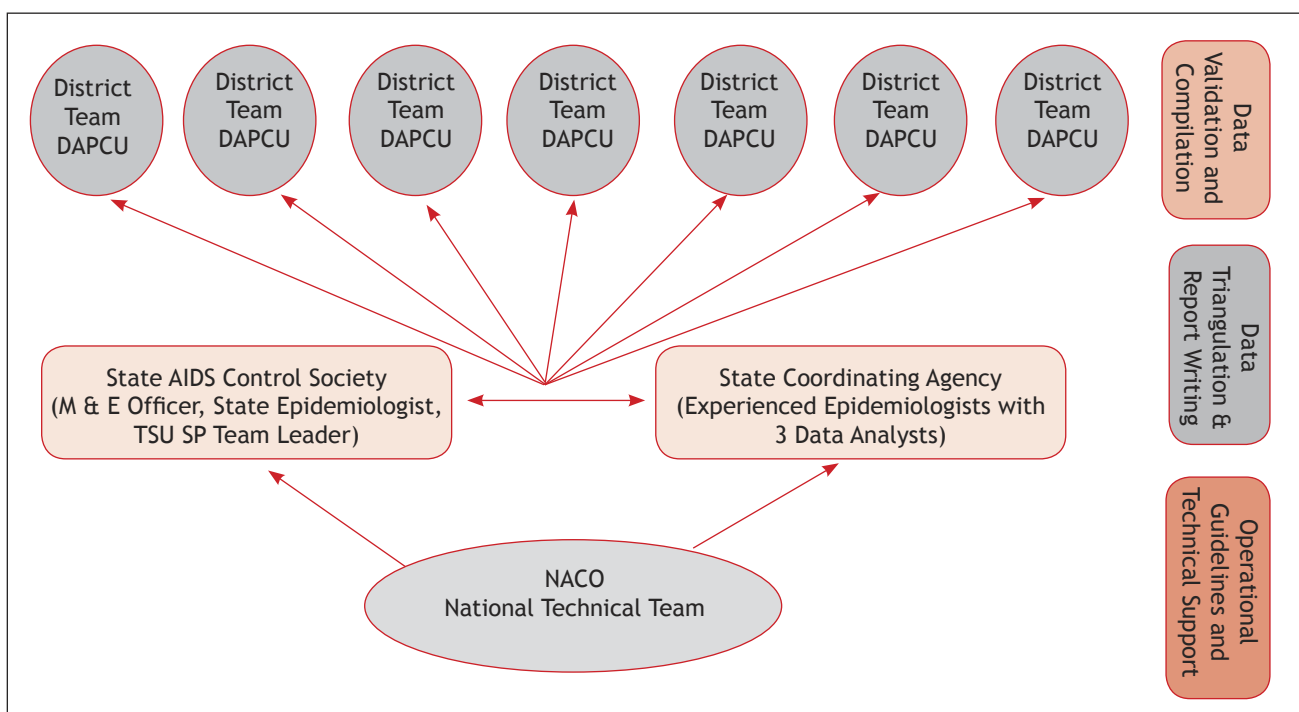 District
Team
DAPCU
District
Team
DAPCU
District
Team
DAPCU
District
Team
DAPCU
District
Team
DAPCU
District
Team
DAPCU
District
Team
DAPCU
Data
Validation and
Compilation
State AIDS Control Society
(M & E Officer, State Epidemiologist,
TSU SP Team Leader)
State Coordinating Agency
(Experienced Epidemiologists with
3 Data Analysts)
Data
Triangulation &
Report Writing
NACO
National Technical Team
Operational
Guidelines and
Technical Support